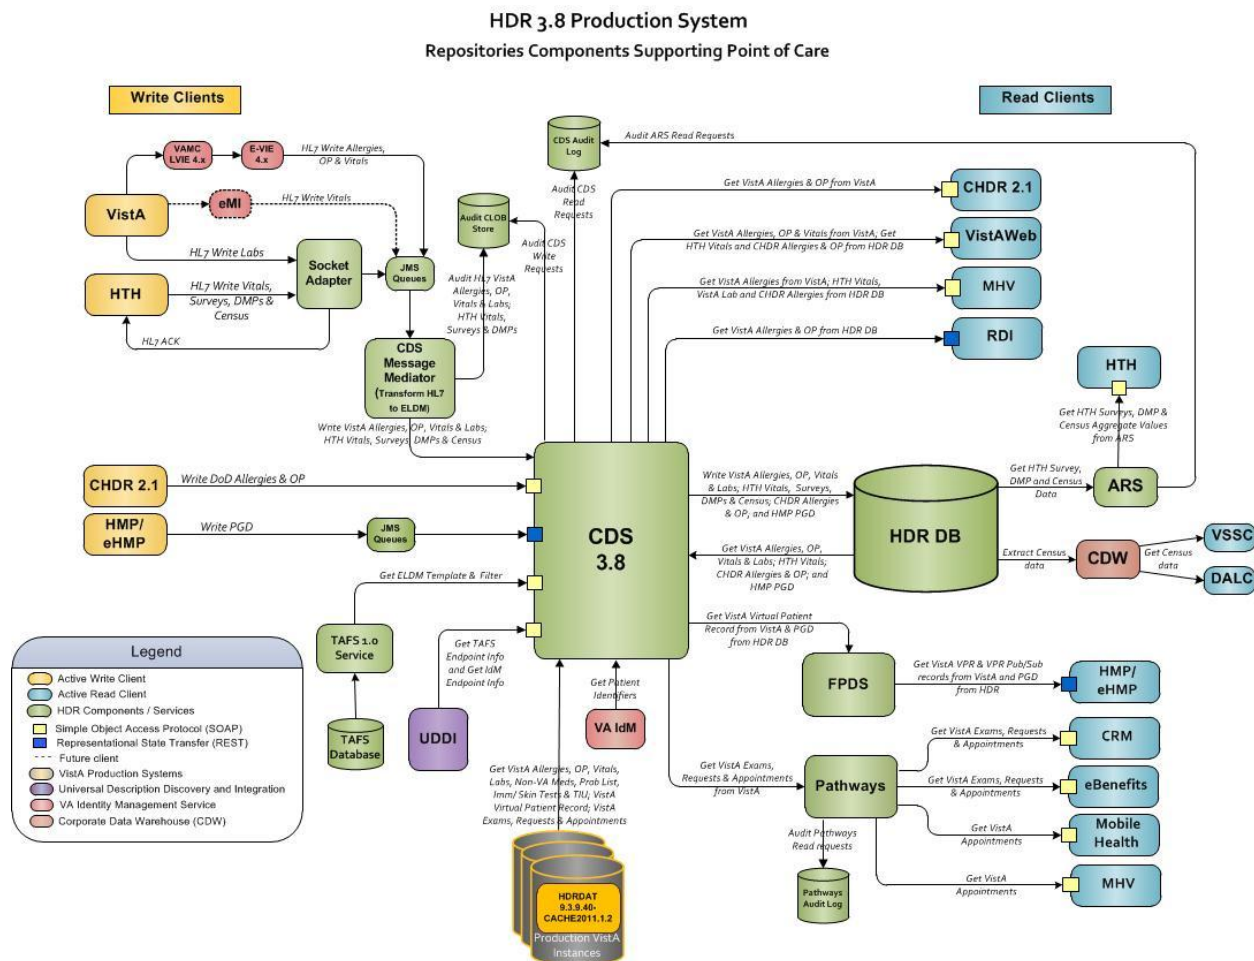 HDR 3.8 Production System
Repositories Components Supporting Point of Care
Write Clients
Read Clients
VAMC
LVIE 4.x
E-VIE
4.x
HL7 Write Allergies,
OP & Vitals
VistA
eMI
HL7 Write Vitals
HL7 Write Labs
Socket
Adapter
JMS
Queues
HTH
HL7 Write Vitals,
Surveys, DMPs &
Census
HL7 ACK
CDS
Message
Mediator
(Transform HL7
to ELDM)
Audit CLOB
Store
Audit HL7 VistA
Allergies, OP,
Vitals & Labs;
HTH Vitals,
Surveys & DMPs
Audit CDS
Write
Requests
CDS Audit
Log
Audit CDS
Read
Requests
Audit ARS Read Requests
Get VistA Allergies & OP from VistA
CHDR 2.1
Get VistA Allergies, OP & Vitals from VistA; Get
HTH Vitals and CHDR Allergies & OP from HDR DB
VistAWeb
Get VistA Allergies from VistA; HTH Vitals,
VistA Lab and CHDR Allergies from HDR DB
MHV
Get VistA Allergies & OP from HDR DB
RDI
HTH
Get HTH Surveys, DMP &
Census Aggregate Values
from ARS
Write VistA Allergies, OP, Vitals & Labs;
HTH Vitals, Surveys, DMPs & Census
CHDR 2.1
Write DoD Allergies & OP
HMP/
eHMP
Write PGD
JMS
Queues
CDS
3.8
Write VistA Allergies, OP, Vitals
& Labs; HTH Vitals, Surveys,
DMPs & Census; CHDR Allergies
& OP; and HMP PGD
Get VistA Allergies, OP,
Vitals & Labs; HTH Vitals;
CHDR Allergies & OP; and
HMP PGD
HDR DB
Get HTH Survey,
DMP and Census
Data
ARS
Extract Census
data
CDW
Get Census
data
VSSC
DALC
Get ELDM Template & Filter
TAFS 1.0
Service
TAFS
Database
Get TAFS
Endpoint Info
and Get IdM
Endpoint Info
UDDI
Get Patient
Identifiers
VA IdM
Get VistA Virtual Patient
Record from VistA & PGD
from HDR DB
FPDS
Get VistA VPR & VPR Pub/Sub
records from VistA and PGD
from HDR
HMP/
eHMP
Get VistA Exams,
Requests & Appointments
from VistA
Pathways
Get VistA Exams, Requests
& Appointments
CRM
Get VistA Exams, Requests
& Appointments
eBenefits
Get VistA
Appointments
Mobile
Health
Get VistA
Appointments
MHV
Audit Pathways
Read requests
Pathways
Audit Log
Get VistA Allergies, OP, Vitals,
Labs, Non-VA Meds, Prob List,
Imm/ Skin Tests & TIU; VistA
Virtual Patient Record; VistA
Exams, Requests & Appointments
HDRDAT
9.3.9.40-
CACHE2011.1.2
Production VistA
Instances
Legend
Active Write Client
Active Read Client
HDR Components / Services
Simple Object Access Protocol (SOAP)
Representational State Transfer (REST)
Future client
VistA Production Systems
Universal Description Discovery and Integration
VA Identity Management Service
Corporate Data Warehouse (CDW)